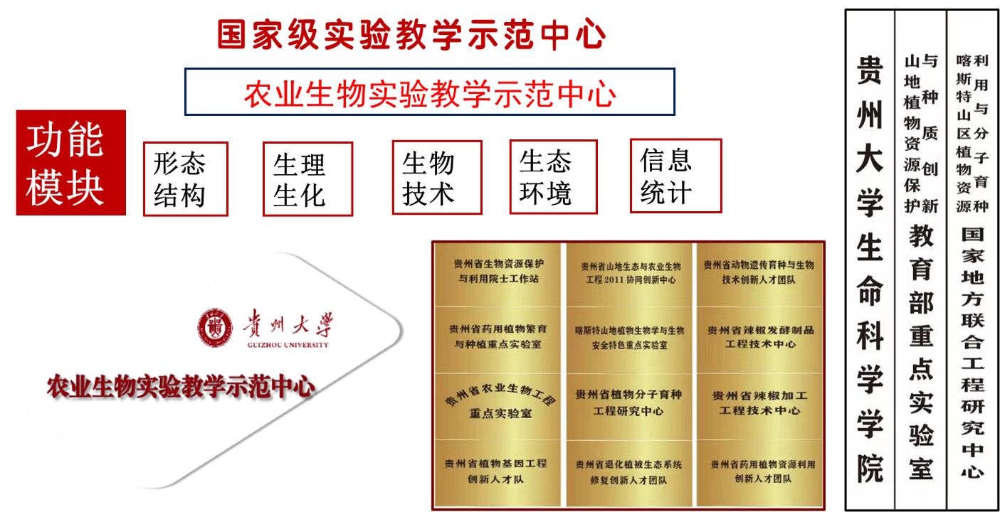 国家级实验教学示范中心
农业生物实验教学示范中心
功能
模块
形态
结构
生理
生化
生物
技术
生态
环境
信息
统计
貴州大學
GUIZHOU UNIVERSITY
农业生物实验教学示范中心
贵州省生物资源保护
与利用院士工作站
贵州省山地生态与农业生物
工程2011协同创新中心
贵州省动物遗传育种与生物
技术创新人才团队
贵州省药用植物繁育
与种植重点实验室
喀斯特山地植物生物学与生物
安全特色重点实验室
贵州省辣椒发酵制品
工程技术中心
贵州省农业生物工程
重点实验室
贵州省植物分子育种
工程研究中心
贵州省辣椒加工
工程技术中心
贵州省植物基因工程
创新人才队
贵州省退化植被生态系统
修复创新人才团队
贵州省药用植物资源利用
创新人才团队
贵州大学生命科学学院
山地植物资源保护
与种质创新
教育部重点实验室
喀斯特山区植物资源
利用与分子育种
国家地方联合工程研究中心